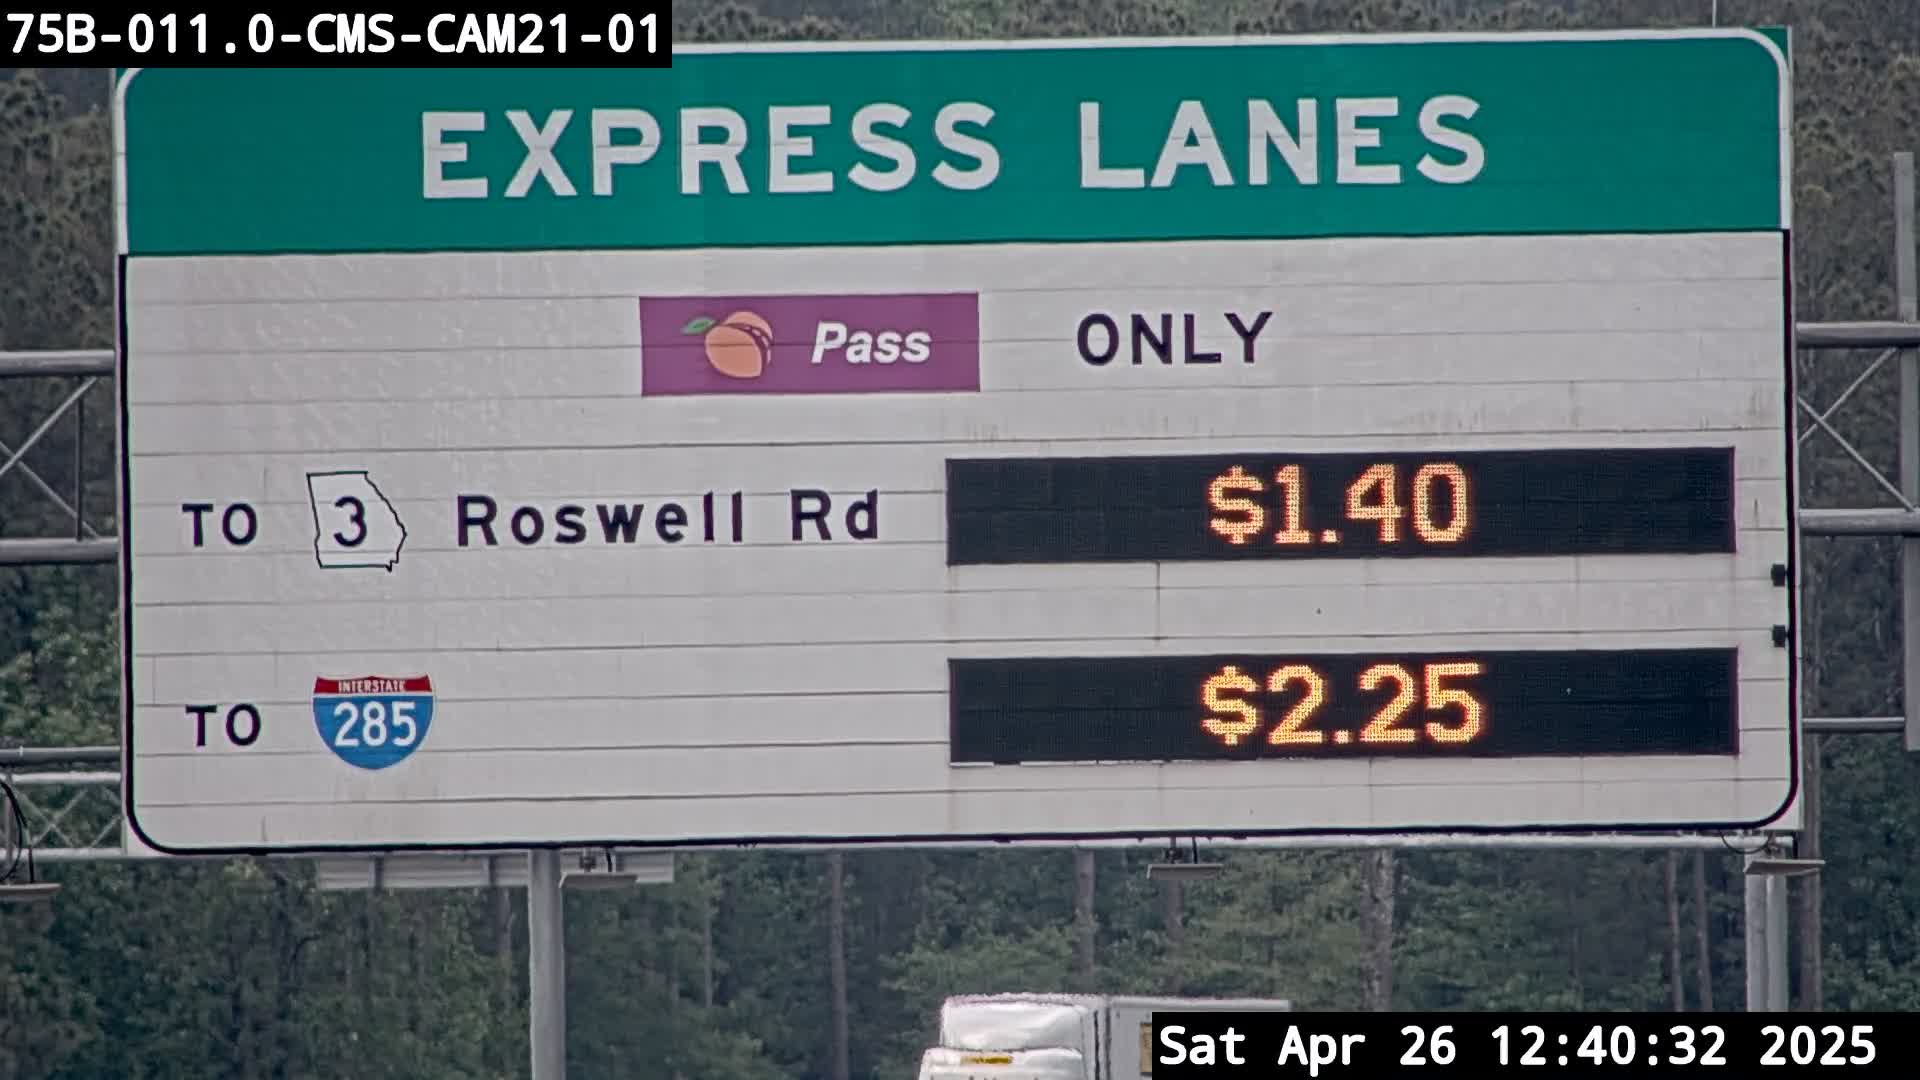 75B-011.0-CMS-CAM21-01
EXPRESS LANES
Pass ONLY
TO 3 Roswell Rd $1.40
INTERSTATE
TO 285 $2.25
Sat Apr 26 12:40:32 2025